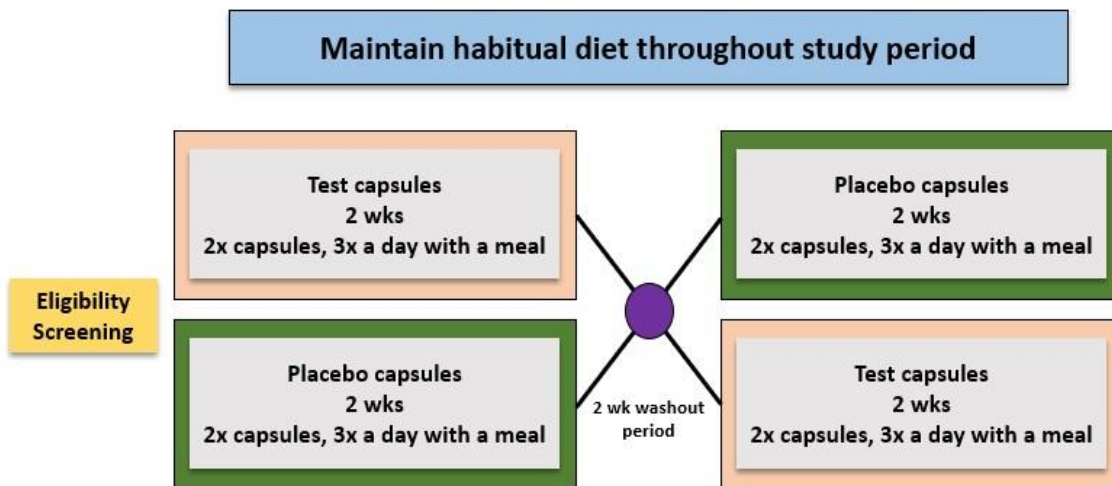 Maintain habitual diet throughout study period
Test capsules
2 wks
2x capsules, 3x a day with a meal
Placebo capsules
2 wks
2x capsules, 3x a day with a meal
Eligibility
Screening
Placebo capsules
2 wks
2x capsules, 3x a day with a meal
2 wk washout
period
Test capsules
2 wks
2x capsules, 3x a day with a meal